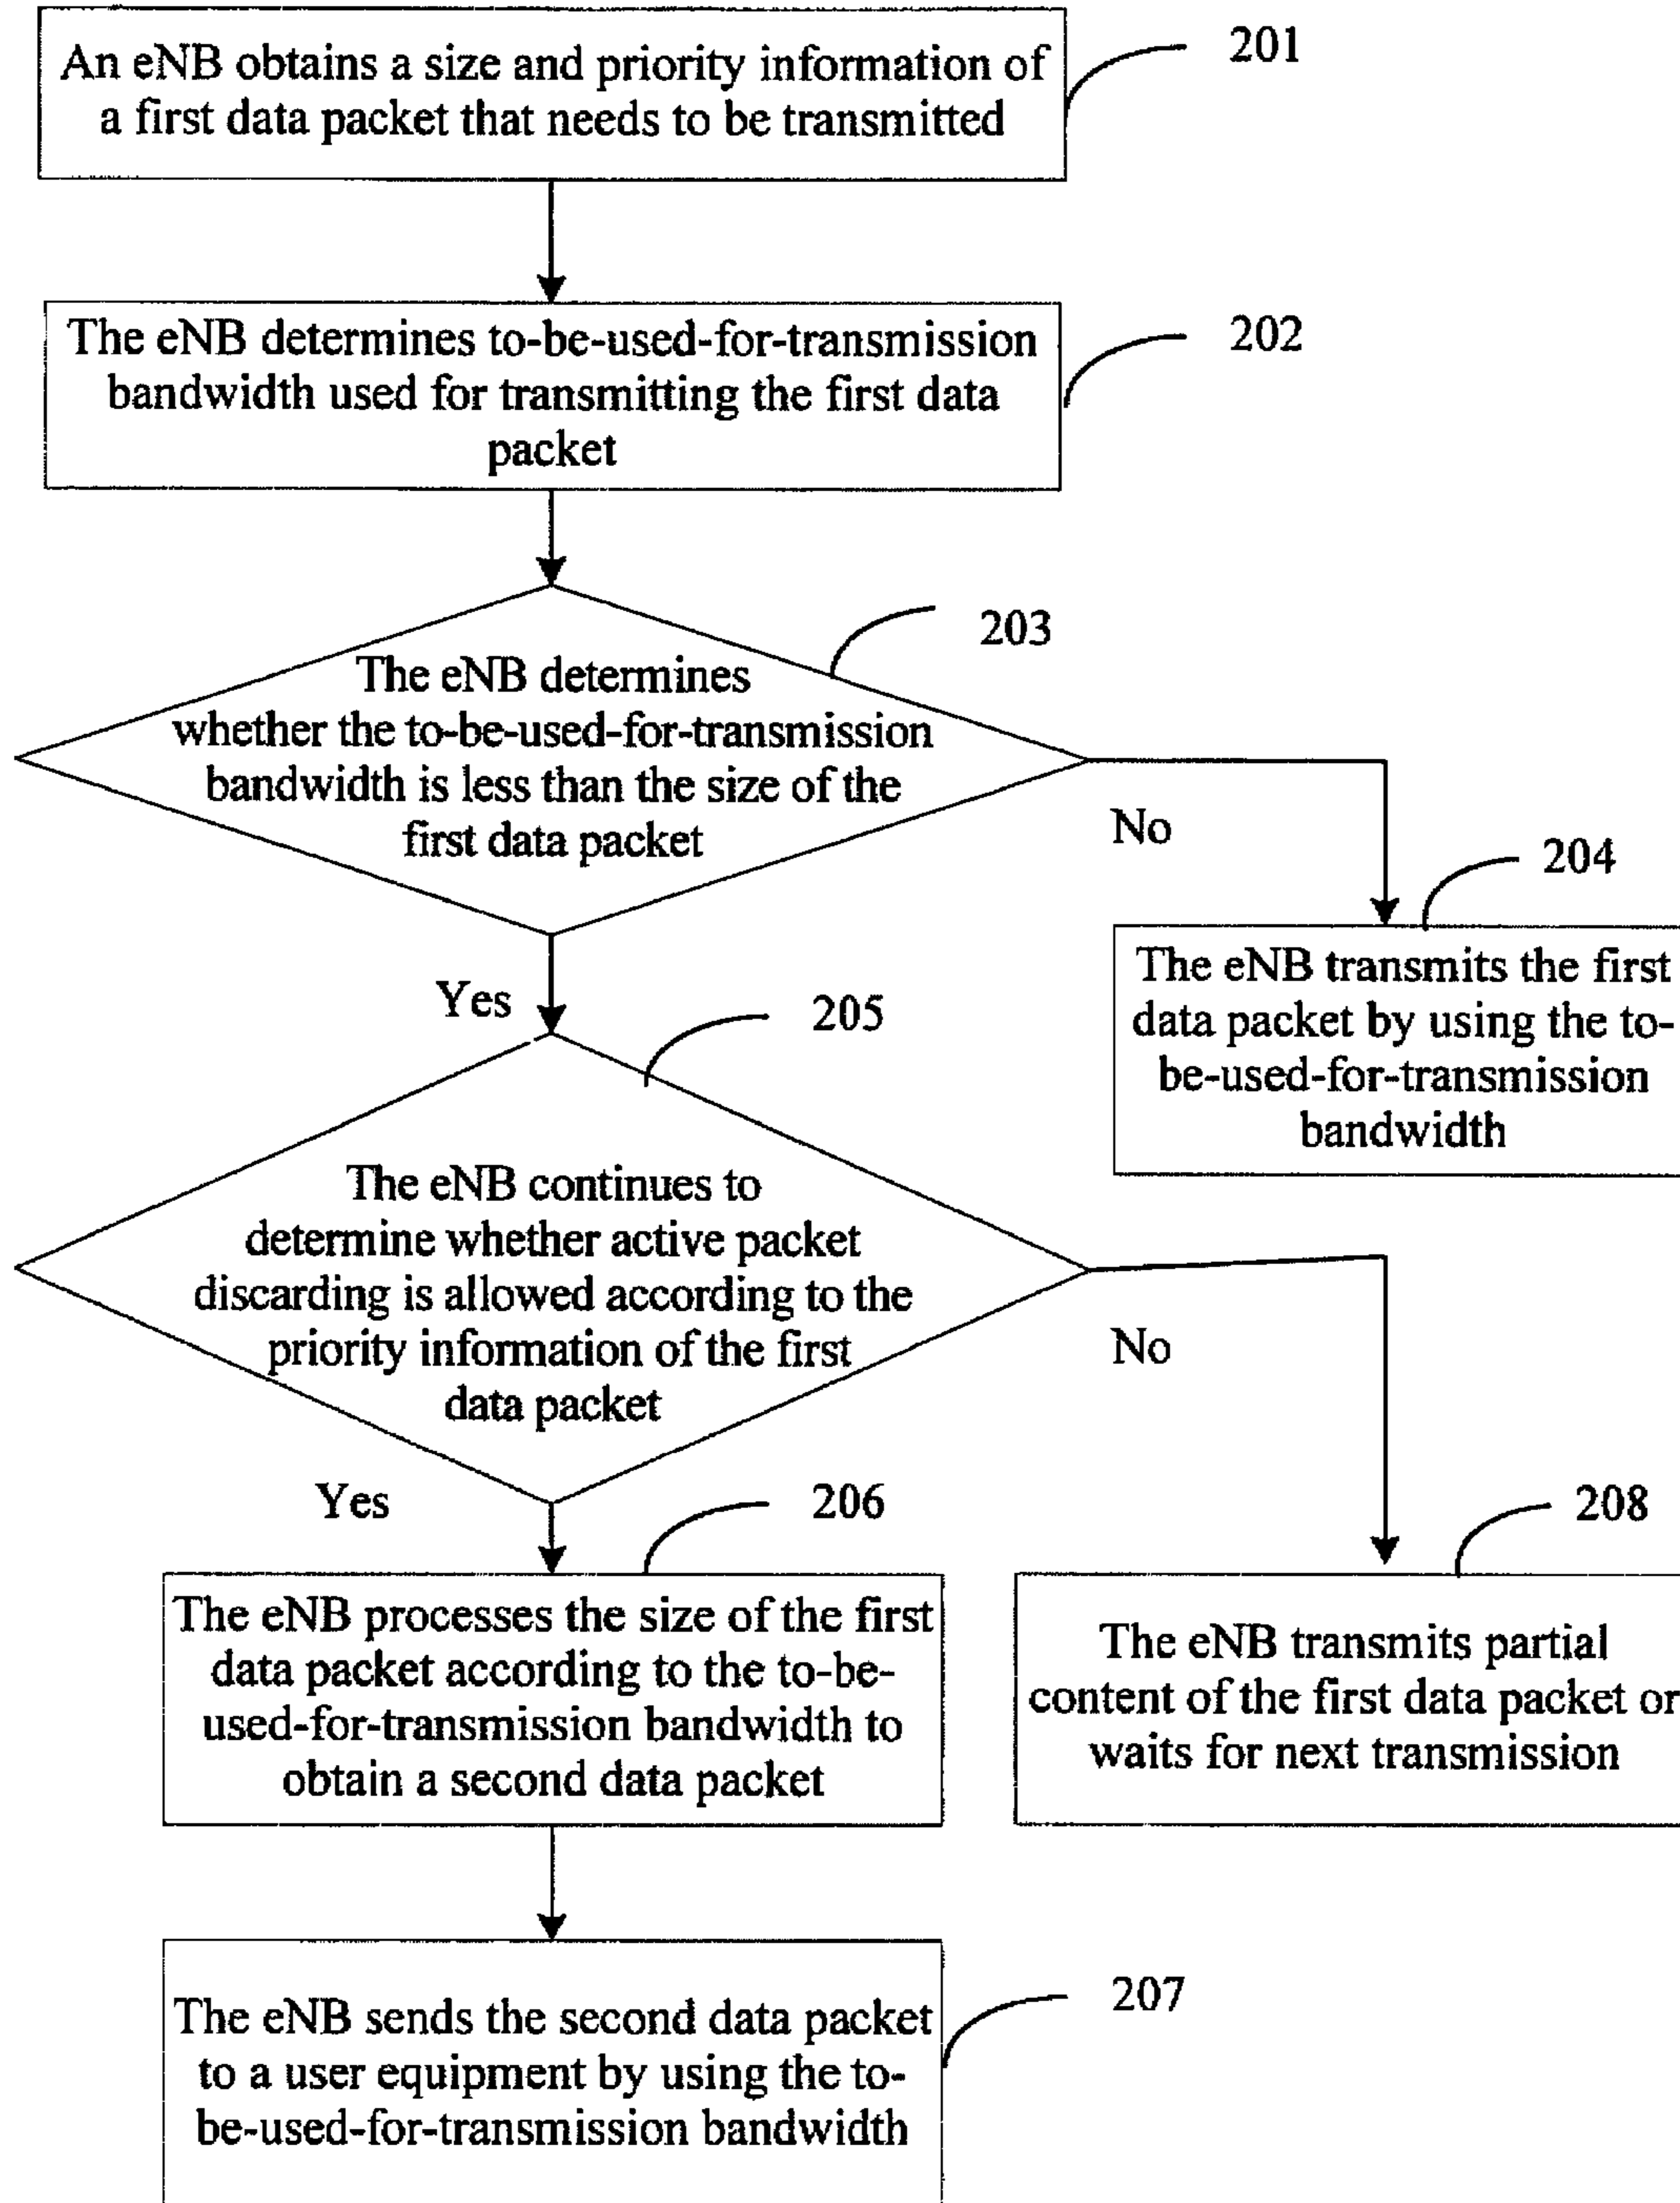 An eNB obtains a size and priority information of
a first data packet that needs to be transmitted
201
The eNB determines to-be-used-for-transmission
bandwidth used for transmitting the first data
packet
202
The eNB determines
whether the to-be-used-for-transmission
bandwidth is less than the size of the
first data packet
203
No
204
The eNB transmits the first
data packet by using the to-
be-used-for-transmission
bandwidth
Yes
205
The eNB continues to
determine whether active packet
discarding is allowed according to the
priority information of the first
data packet
No
Yes
206
The eNB processes the size of the first
data packet according to the to-be-
used-for-transmission bandwidth to
obtain a second data packet
208
The eNB transmits partial
content of the first data packet or
waits for next transmission
The eNB sends the second data packet
to a user equipment by using the to-
be-used-for-transmission bandwidth
207